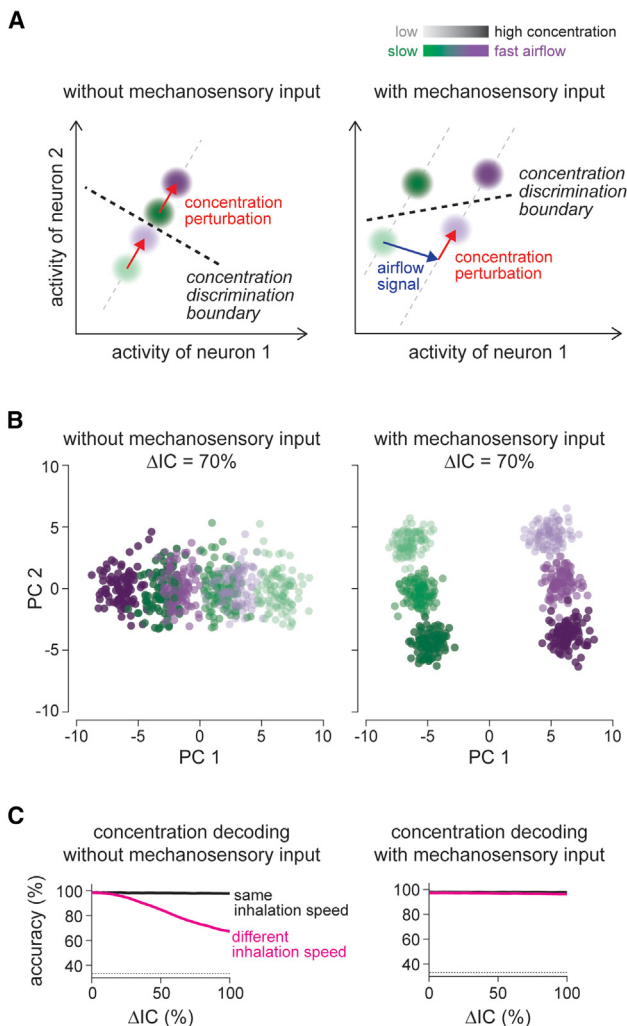 A
low high concentration
slow fast airflow
without mechanosensory input
with mechanosensory input
activity of neuron 2
concentration
perturbation
concentration
discrimination
boundary
activity of neuron 1
concentration
discrimination
boundary
airflow
signal
concentration
perturbation
activity of neuron 1
B
without mechanosensory input
ΔIC = 70%
with mechanosensory input
ΔIC = 70%
10
5
0
-5
-10
PC 2
-10 -5 0 5 10
PC 1
-10 -5 0 5 10
PC 1
C
concentration decoding
without mechanosensory input
concentration decoding
with mechanosensory input
accuracy (%)
100
80
60
40
same
inhalation speed
different
inhalation speed
0 50 100
ΔIC (%)
100
80
60
40
0 50 100
ΔIC (%)